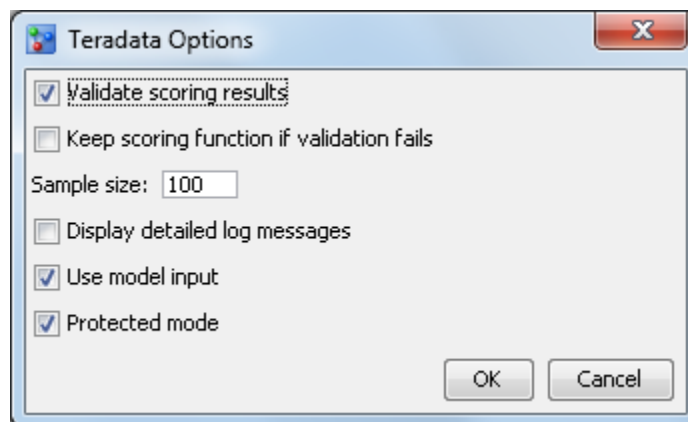 Teradata Options
Validate scoring results
Keep scoring function if validation fails
Sample size: 100
Display detailed log messages
Use model input
Protected mode
OK Cancel